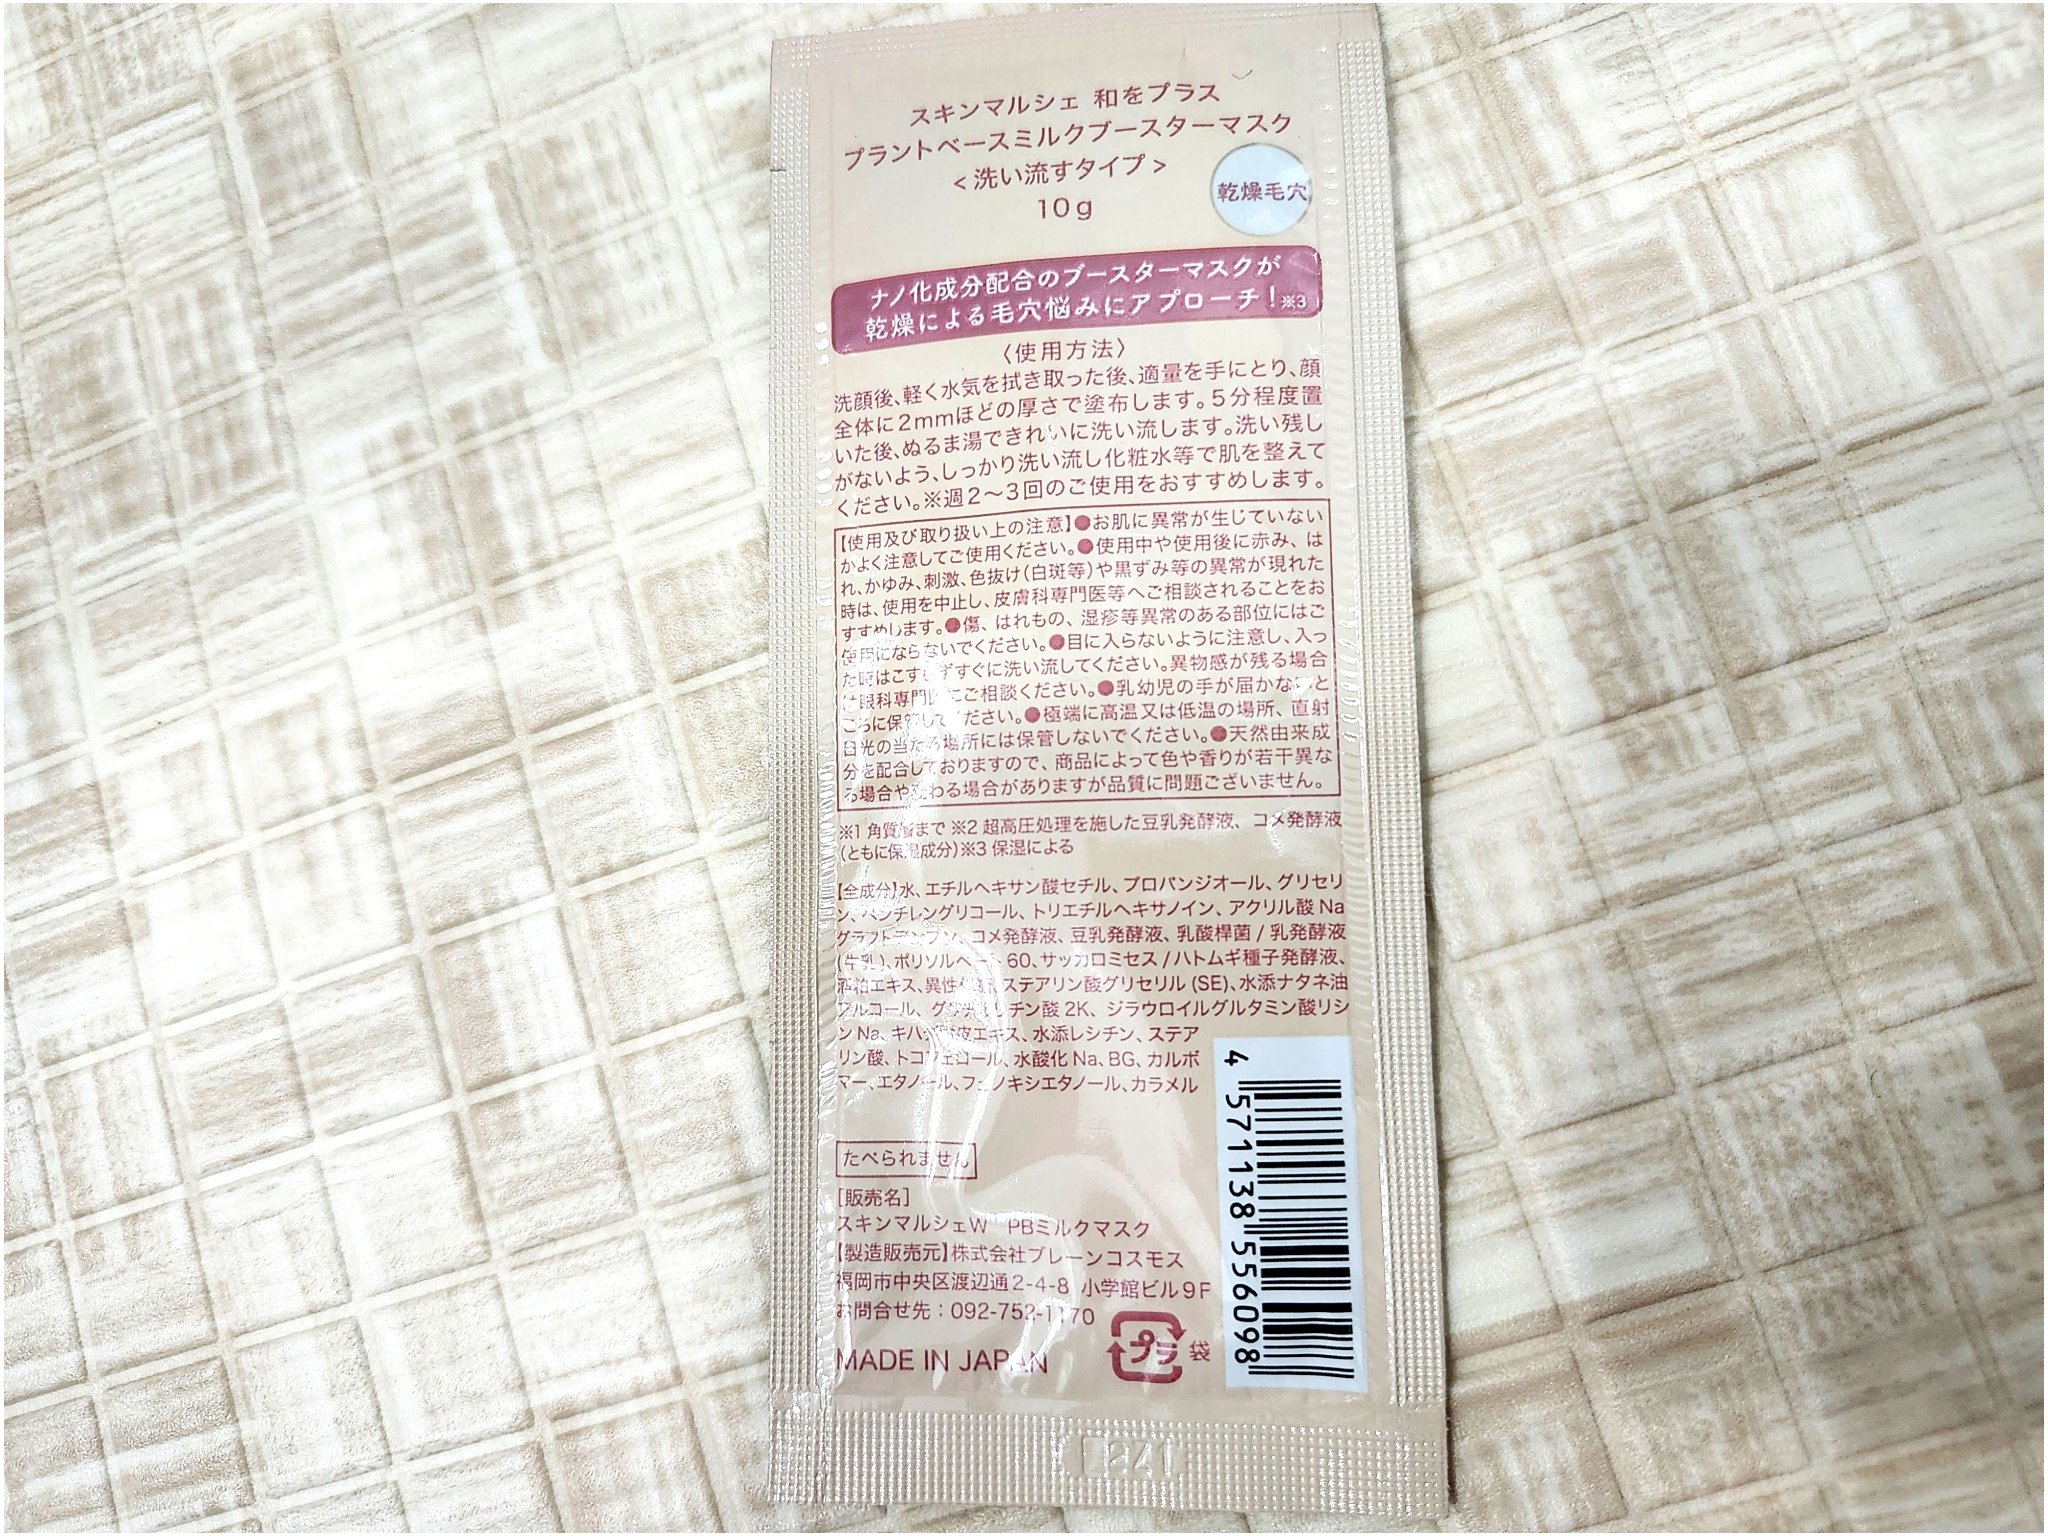 スキンマルシェ 和をプラス
プラントベースミルクブースターマスク
<洗い流すタイプ>
10g
乾燥毛穴
ナノ化成分配合のブースターマスクが
乾燥による毛穴悩みにアプローチ!※3
〈使用方法〉
洗顔後、軽く水気を拭き取った後、適量を手にとり、顔
全体に2mmほどの厚さで塗布します。5分程度置
いた後、ぬるま湯できれいに洗い流します。洗い残し
がないよう、しっかり洗い流し化粧水等で肌を整えて
ください。※週2〜3回のご使用をおすすめします。
【使用及び取り扱い上の注意】●お肌に異常が生じていない
かよく注意してご使用ください。●使用中や使用後に赤み、は
れ、かゆみ、刺激、色抜け(白斑等)や黒ずみ等の異常が現れた
時は、使用を中止し、皮膚科専門医等へご相談されることをお
すすめします。●傷、はれもの、湿疹等異常のある部位にはご
使用にならないでください。●目に入らないように注意し、入っ
た時はこすらずすぐに洗い流してください。異物感が残る場合
は眼科専門医にご相談ください。●乳幼児の手が届かないと
ころに保管してください。●極端に高温又は低温の場所、直射
日光の当たる場所には保管しないでください。●天然由来成
分を配合しておりますので、商品によって色や香りが若干異な
る場合や変わる場合がありますが品質に問題ございません。
※1 角質層まで ※2 超高圧処理を施した豆乳発酵液、コメ発酵液
(ともに保湿成分)※3 保湿による
【全成分】水、エチルヘキサン酸セチル、プロパンジオール、グリセリ
ン、ペンチレングリコール、トリエチルヘキサノイン、アクリル酸Na
グラフトデンプン、コメ発酵液、豆乳発酵液、乳酸桿菌/乳発酵液
(牛乳)、ポリソルベート60、サッカロミセス/ハトムギ種子発酵液、
酒粕エキス、異性化糖、ステアリン酸グリセリル(SE)、水添ナタネ油
アルコール、グリチルリチン酸2K、ジラウロイルグルタミン酸リシ
ンNa、キハダ樹皮エキス、水添レシチン、ステア
リン酸、トコフェロール、水酸化Na、BG、カルボ
マー、エタノール、フェノキシエタノール、カラメル
たべられません
[販売名]
スキンマルシェW PBミルクマスク
【製造販売元】株式会社ブレーンコスモス
福岡市中央区渡辺通2-4-8 小学館ビル9F
お問合せ先:092-752-1170
MADE IN JAPAN
プラ
袋
4 571138 556098